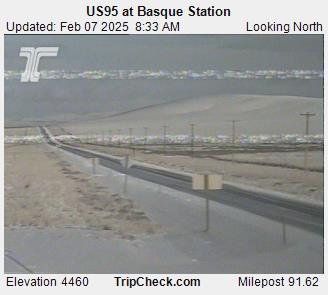 US95 at Basque Station
Updated: Feb 07 2025 8:33 AM Looking North
Elevation 4460 TripCheck.com Milepost 91.62